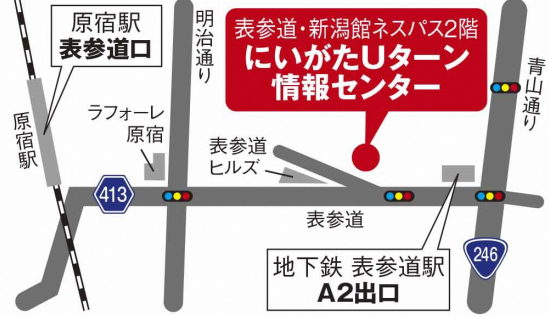 原宿駅
表参道口
明治通り
表参道・新潟館ネスパス2階
にいがたUターン
情報センター
青山通り
ラフォーレ
原宿
表参道
ヒルズ
原宿駅
413
表参道
246
地下鉄 表参道駅
A2出口